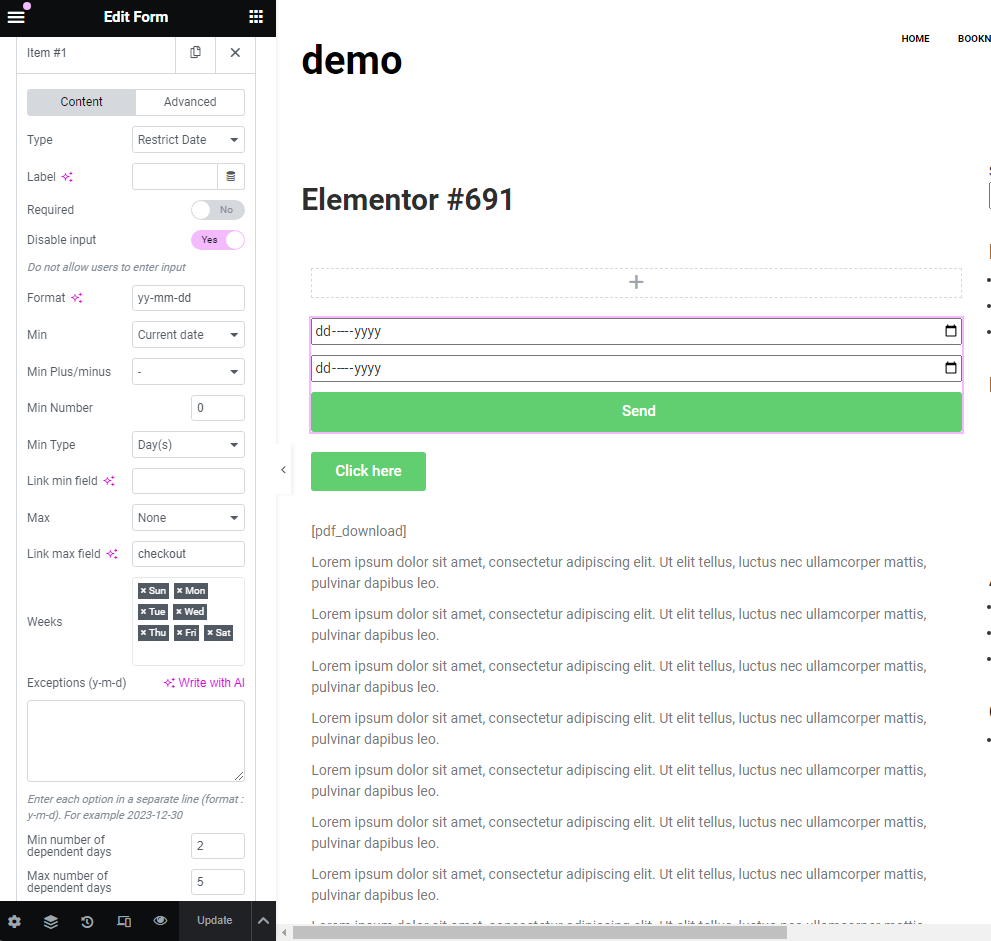 Edit Form
Item #1
Content Advanced
Type Restrict Date
Label
Required No
Disable input Yes
Do not allow users to enter input
Format yy-mm-dd
Min Current date
Min Plus/minus -
Min Number 0
Min Type Day(s)
Link min field
Max None
Link max field checkout
Weeks
× Sun × Mon
× Tue × Wed
× Thu × Fri × Sat
Exceptions (y-m-d) Write with AI
Enter each option in a separate line (format :
y-m-d). For example 2023-12-30
Min number of
dependent days 2
Max number of
dependent days 5
Update
demo
HOME BOOKN
Elementor #691
+
dd-----yyyy
dd-----yyyy
Send
Click here
[pdf_download]
Lorem ipsum dolor sit amet, consectetur adipiscing elit. Ut elit tellus, luctus nec ullamcorper mattis,
pulvinar dapibus leo.
Lorem ipsum dolor sit amet, consectetur adipiscing elit. Ut elit tellus, luctus nec ullamcorper mattis,
pulvinar dapibus leo.
Lorem ipsum dolor sit amet, consectetur adipiscing elit. Ut elit tellus, luctus nec ullamcorper mattis,
pulvinar dapibus leo.
Lorem ipsum dolor sit amet, consectetur adipiscing elit. Ut elit tellus, luctus nec ullamcorper mattis,
pulvinar dapibus leo.
Lorem ipsum dolor sit amet, consectetur adipiscing elit. Ut elit tellus, luctus nec ullamcorper mattis,
pulvinar dapibus leo.
Lorem ipsum dolor sit amet, consectetur adipiscing elit. Ut elit tellus, luctus nec ullamcorper mattis,
pulvinar dapibus leo.
Lorem ipsum dolor sit amet, consectetur adipiscing elit. Ut elit tellus, luctus nec ullamcorper mattis,
pulvinar dapibus leo.